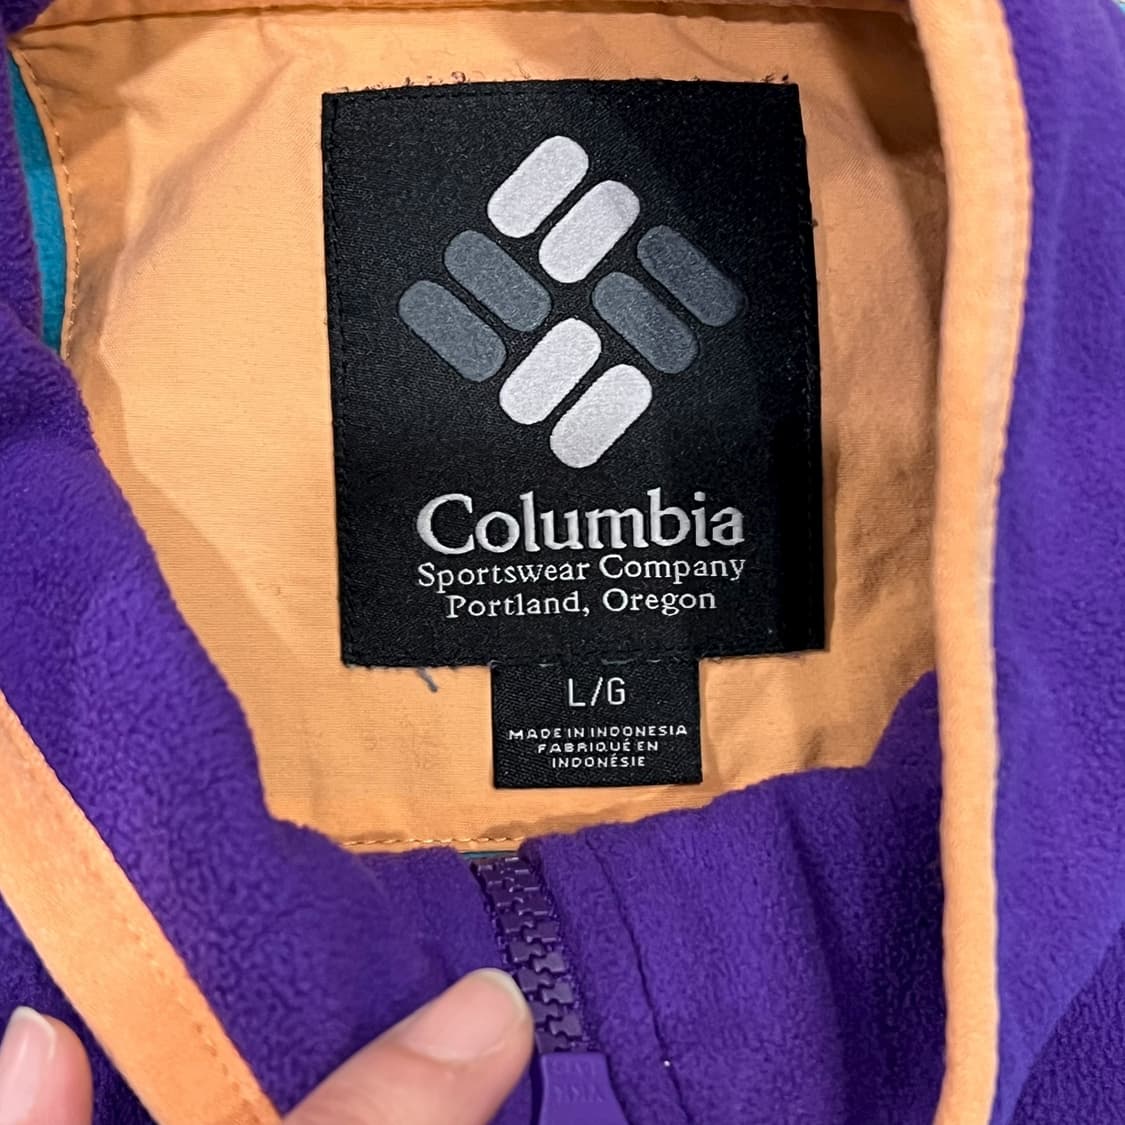 Columbia
Sportswear Company
Portland, Oregon
L/G
MADE IN INDONESIA
FABRIQUÉ EN
INDONÉSIE